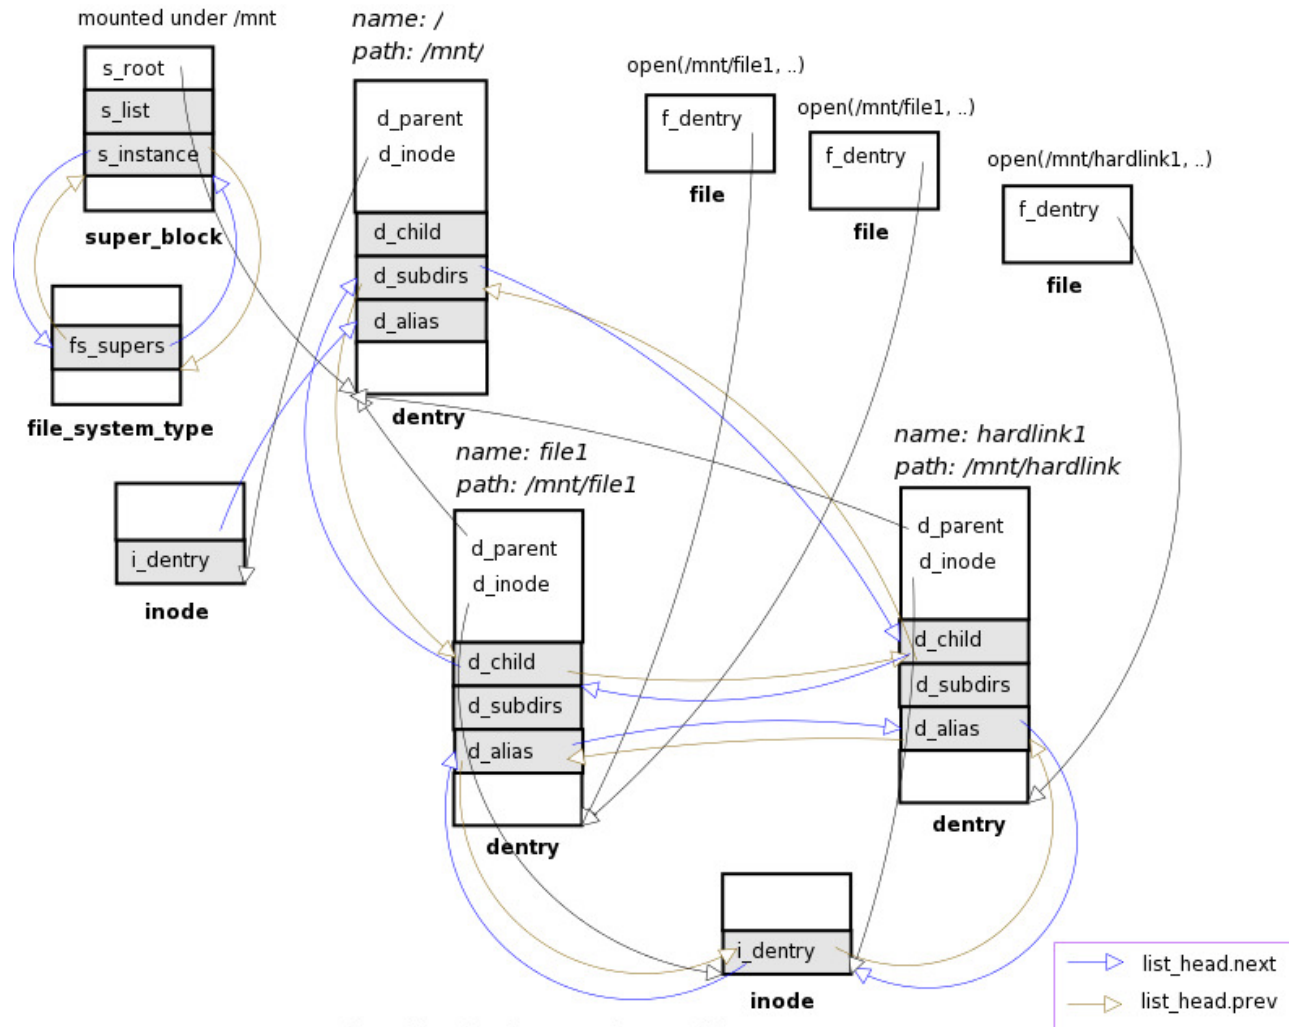 mounted under /mnt
s_root
s_list
s_instance
super_block
fs_supers
file_system_type
i_dentry
inode
name: /
path: /mnt/
d_parent
d_inode
d_child
d_subdirs
d_alias
dentry
open(/mnt/file1, ..)
f_dentry
file
open(/mnt/file1, ..)
f_dentry
file
open(/mnt/hardlink1, ..)
f_dentry
file
name: file1
path: /mnt/file1
d_parent
d_inode
d_child
d_subdirs
d_alias
dentry
name: hardlink1
path: /mnt/hardlink
d_parent
d_inode
d_child
d_subdirs
d_alias
dentry
i_dentry
inode
list_head.next
list_head.prev